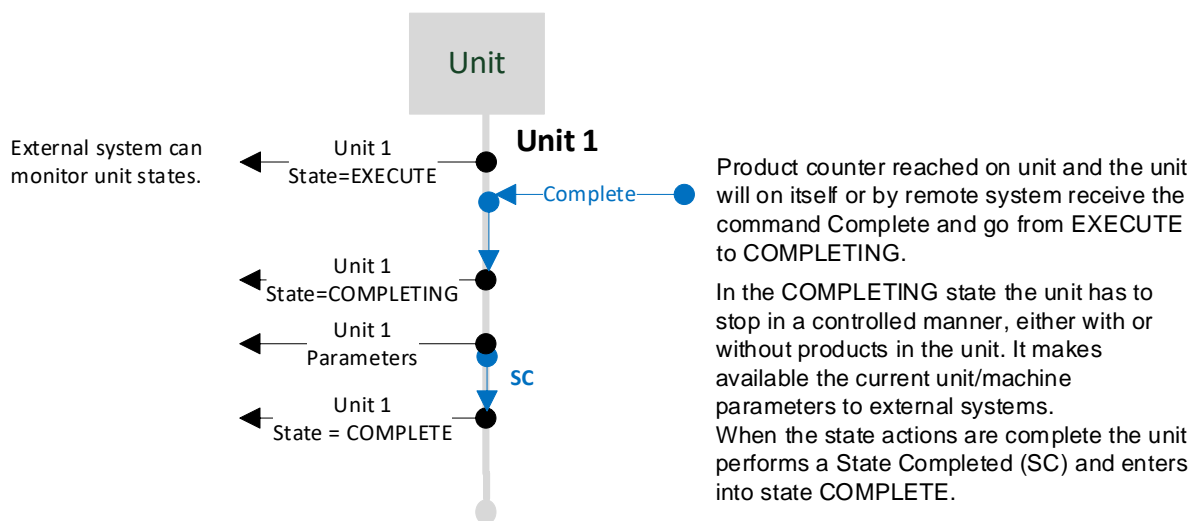 Unit
Unit 1
External system can
monitor unit states.
Unit 1
State=EXECUTE
Complete
Product counter reached on unit and the unit
will on itself or by remote system receive the
command Complete and go from EXECUTE
to COMPLETING.
Unit 1
State=COMPLETING
In the COMPLETING state the unit has to
stop in a controlled manner, either with or
without products in the unit. It makes
available the current unit/machine
parameters to external systems.
When the state actions are complete the unit
performs a State Completed (SC) and enters
into state COMPLETE.
Unit 1
Parameters
SC
Unit 1
State = COMPLETE